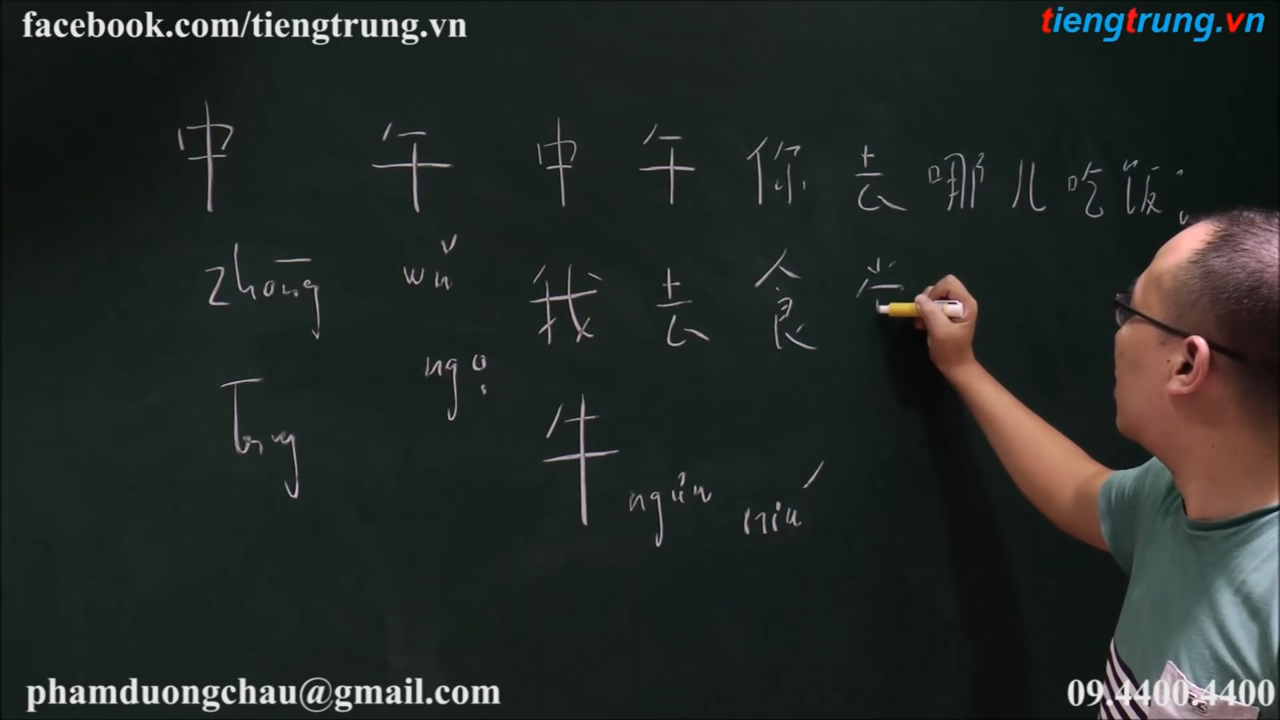 facebook.com/tiengtrung.vn
tiengtrung.vn
中 午 中 午 你 去 哪 儿 吃 饭?
zhōng wǔ 我 去 食
Trung ngọ
牛 ngưu niú
phamduongchau@gmail.com
09.4400.4400